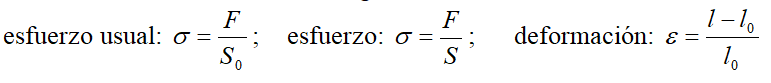 esfuerzo usual: σ = F/S₀ ; esfuerzo: σ = F/S ; deformación: ε = (l − l₀)/l₀